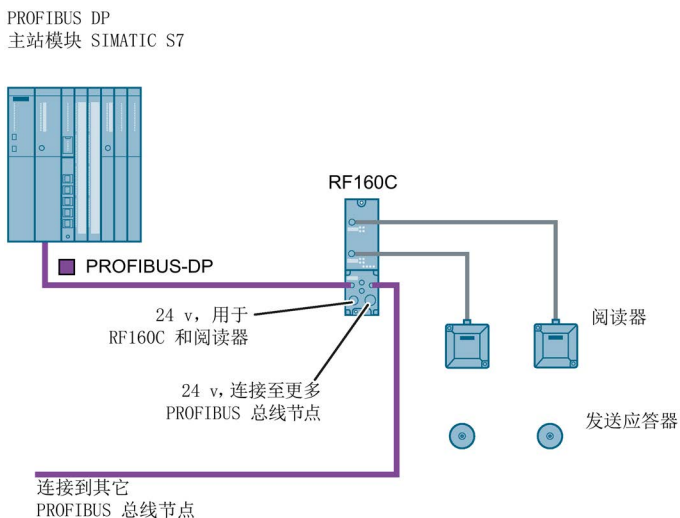 PROFIBUS DP
主站模块 SIMATIC S7
RF160C
PROFIBUS-DP
24 v，用于
RF160C 和阅读器
阅读器
24 v，连接至更多
PROFIBUS 总线节点
发送应答器
连接到其它
PROFIBUS 总线节点